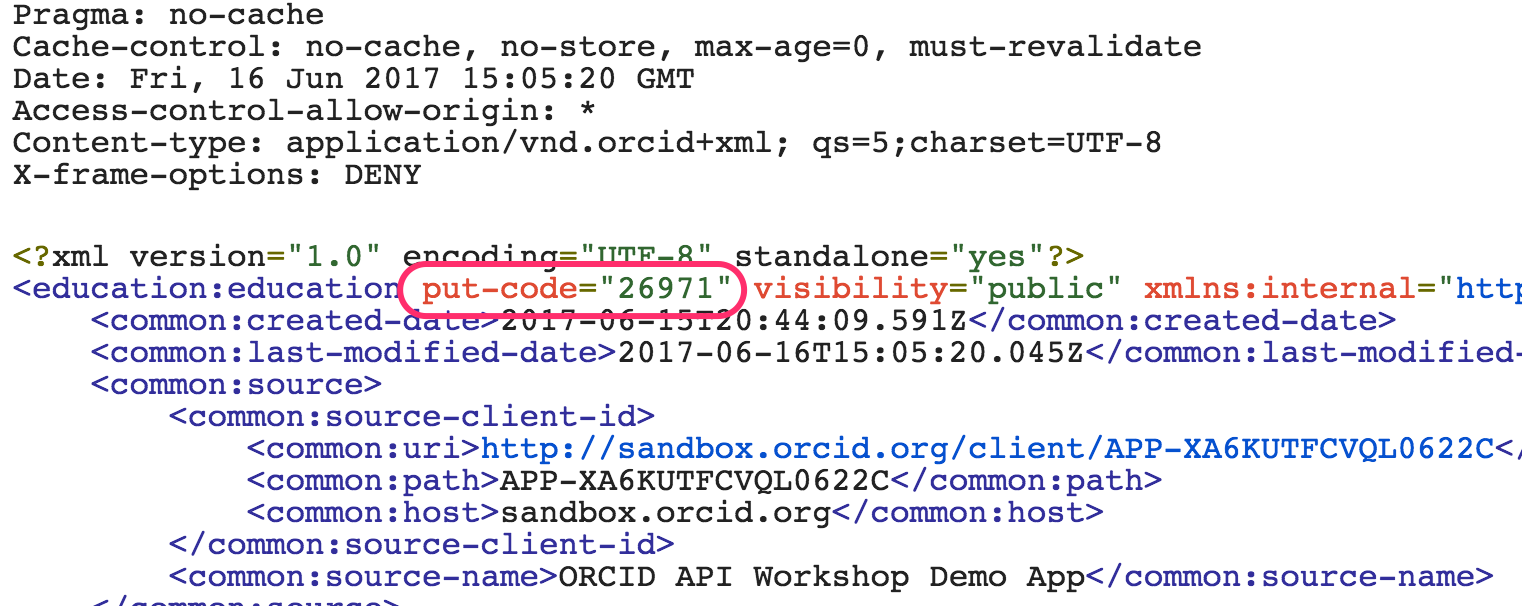 Pragma: no-cache
Cache-control: no-cache, no-store, max-age=0, must-revalidate
Date: Fri, 16 Jun 2017 15:05:20 GMT
Access-control-allow-origin: *
Content-type: application/vnd.orcid+xml; qs=5;charset=UTF-8
X-frame-options: DENY
<?xml version="1.0" encoding="UTF-8" standalone="yes"?>
<education:education put-code="26971" visibility="public" xmlns:internal="http
<common:created-date>2017-06-15T20:44:09.591Z</common:created-date>
<common:last-modified-date>2017-06-16T15:05:20.045Z</common:last-modified-
<common:source>
<common:source-client-id>
<common:uri>http://sandbox.orcid.org/client/APP-XA6KUTFCVQL0622C</
<common:path>APP-XA6KUTFCVQL0622C</common:path>
<common:host>sandbox.orcid.org</common:host>
</common:source-client-id>
<common:source-name>ORCID API Workshop Demo App</common:source-name>
</common:source>